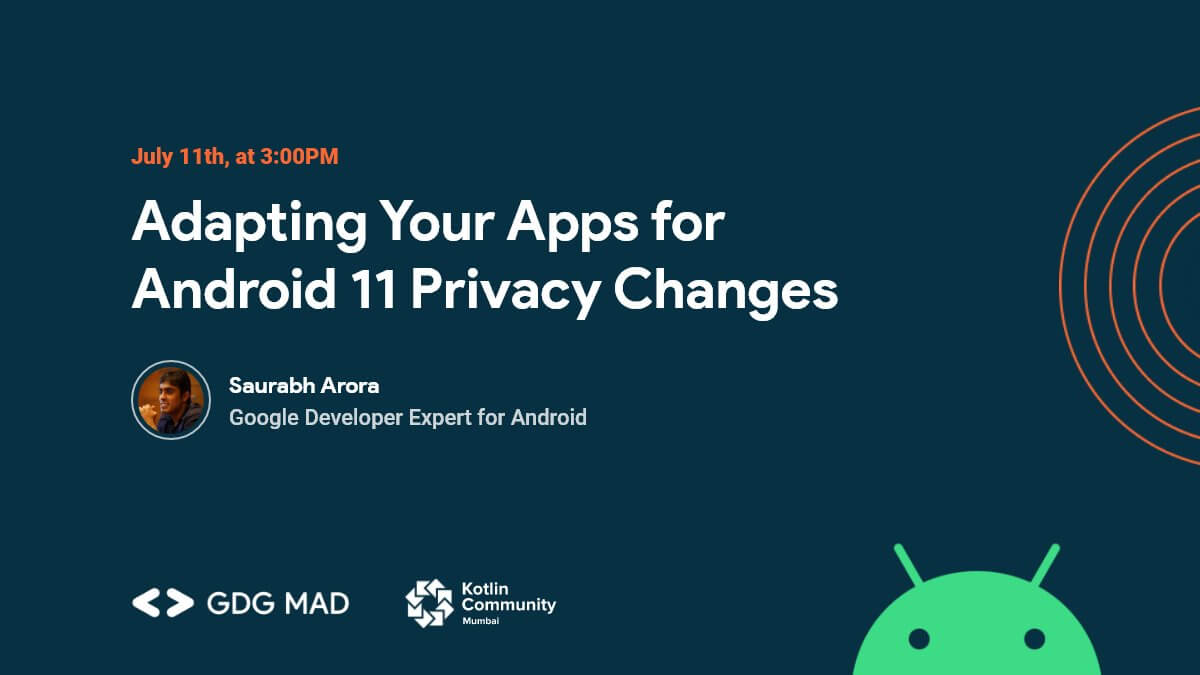 July 11th, at 3:00PM
Adapting Your Apps for
Android 11 Privacy Changes
Saurabh Arora
Google Developer Expert for Android
GDG MAD
Kotlin
Community
Mumbai